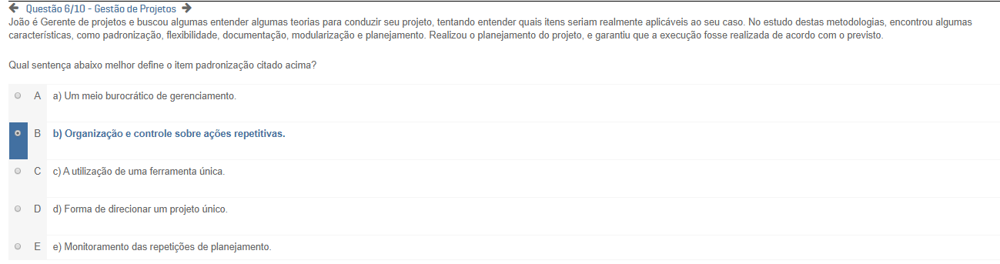 Questão 6/10 - Gestão de Projetos
João é Gerente de projetos e buscou algumas entender algumas teorias para conduzir seu projeto, tentando entender quais itens seriam realmente aplicáveis ao seu caso. No estudo destas metodologias, encontrou algumas
características, como padronização, flexibilidade, documentação, modularização e planejamento. Realizou o planejamento do projeto, e garantiu que a execução fosse realizada de acordo com o previsto.
Qual sentença abaixo melhor define o item padronização citado acima?
A a) Um meio burocrático de gerenciamento.
B b) Organização e controle sobre ações repetitivas.
C c) A utilização de uma ferramenta única.
D d) Forma de direcionar um projeto único.
E e) Monitoramento das repetições de planejamento.